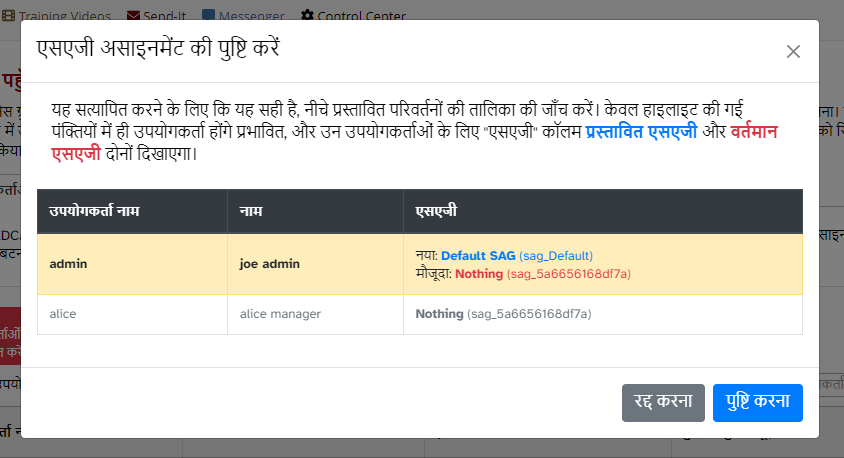 Training Videos Send-It Messenger Control Center
एसएजी असाइनमेंट की पुष्टि करें
यह सत्यापित करने के लिए कि यह सही है, नीचे प्रस्तावित परिवर्तनों की तालिका की जाँच करें। केवल हाइलाइट की गई
पंक्तियों में ही उपयोगकर्ता होंगे प्रभावित, और उन उपयोगकर्ताओं के लिए "एसएजी" कॉलम प्रस्तावित एसएजी और वर्तमान
एसएजी दोनों दिखाएगा।
उपयोगकर्ता नाम नाम एसएजी
admin joe admin नया: Default SAG (sag_Default)
मौजूदा: Nothing (sag_5a6656168df7a)
alice alice manager Nothing (sag_5a6656168df7a)
रद्द करना पुष्टि करना